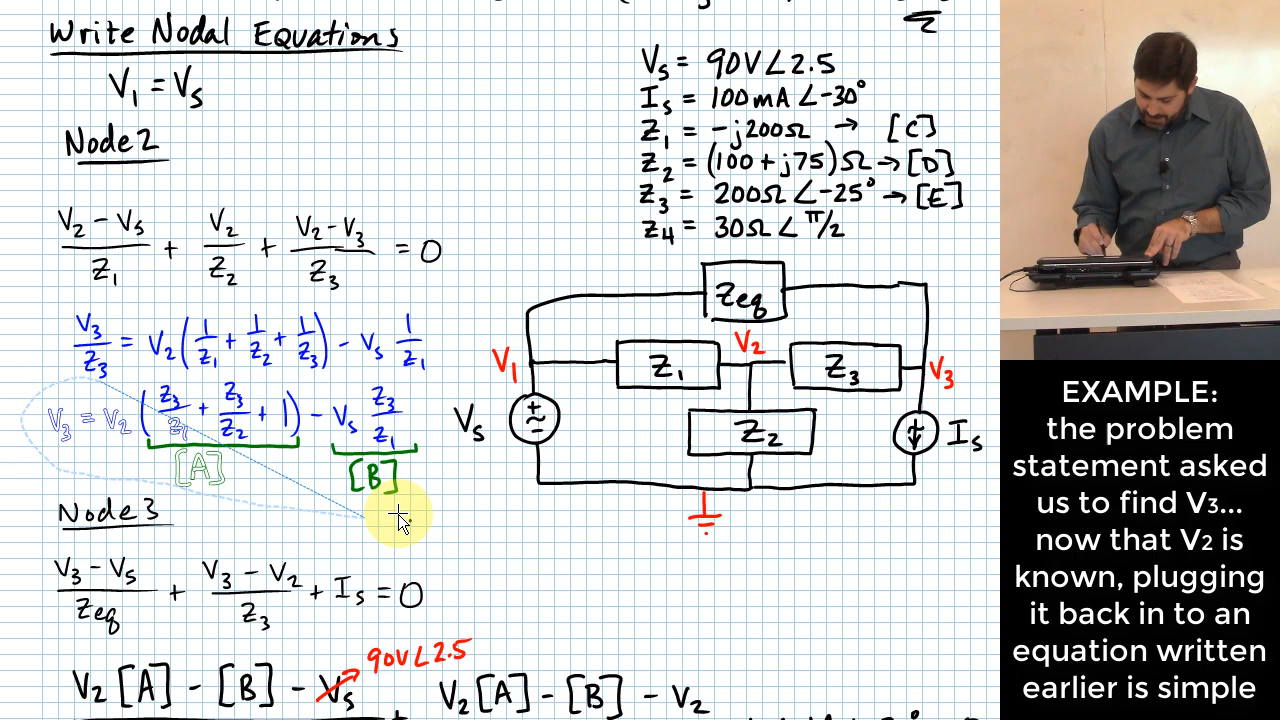 Write Nodal Equations
V1 = Vs
Node 2
(V2 - Vs)/Z1 + V2/Z2 + (V2 - V3)/Z3 = 0
V3/Z3 = V2(1/Z1 + 1/Z2 + 1/Z3) - Vs 1/Z1
V3 = V2(Z3/Z1 + Z3/Z2 + 1) - Vs Z3/Z1
[A] [B]
Node 3
(V3 - Vs)/Zeq + (V3 - V2)/Z3 + Is = 0
90V∠2.5
V2[A] - [B] - Vs + V2[A] - [B] - V2
Vs = 90V∠2.5
Is = 100mA∠-30°
Z1 = -j200Ω → [C]
Z2 = (100 + j75)Ω → [D]
Z3 = 200Ω∠-25° → [E]
Z4 = 30Ω∠π/2
Zeq
V1 Z1 V2 Z3 V3
Vs + - Z2 Is
EXAMPLE:
the problem
statement asked
us to find V3...
now that V2 is
known, plugging
it back in to an
equation written
earlier is simple